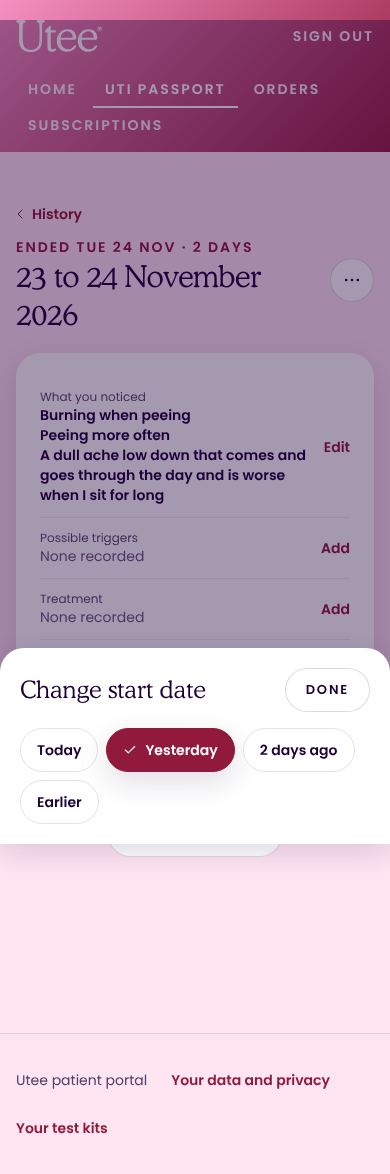 Utee®
SIGN OUT
HOME
UTI PASSPORT
ORDERS
SUBSCRIPTIONS
History
ENDED TUE 24 NOV · 2 DAYS
23 to 24 November
2026
What you noticed
Burning when peeing
Peeing more often
A dull ache low down that comes and
goes through the day and is worse
when I sit for long
Edit
Possible triggers
None recorded
Add
Treatment
None recorded
Add
Change start date
DONE
Today
Yesterday
2 days ago
Earlier
Utee patient portal
Your data and privacy
Your test kits